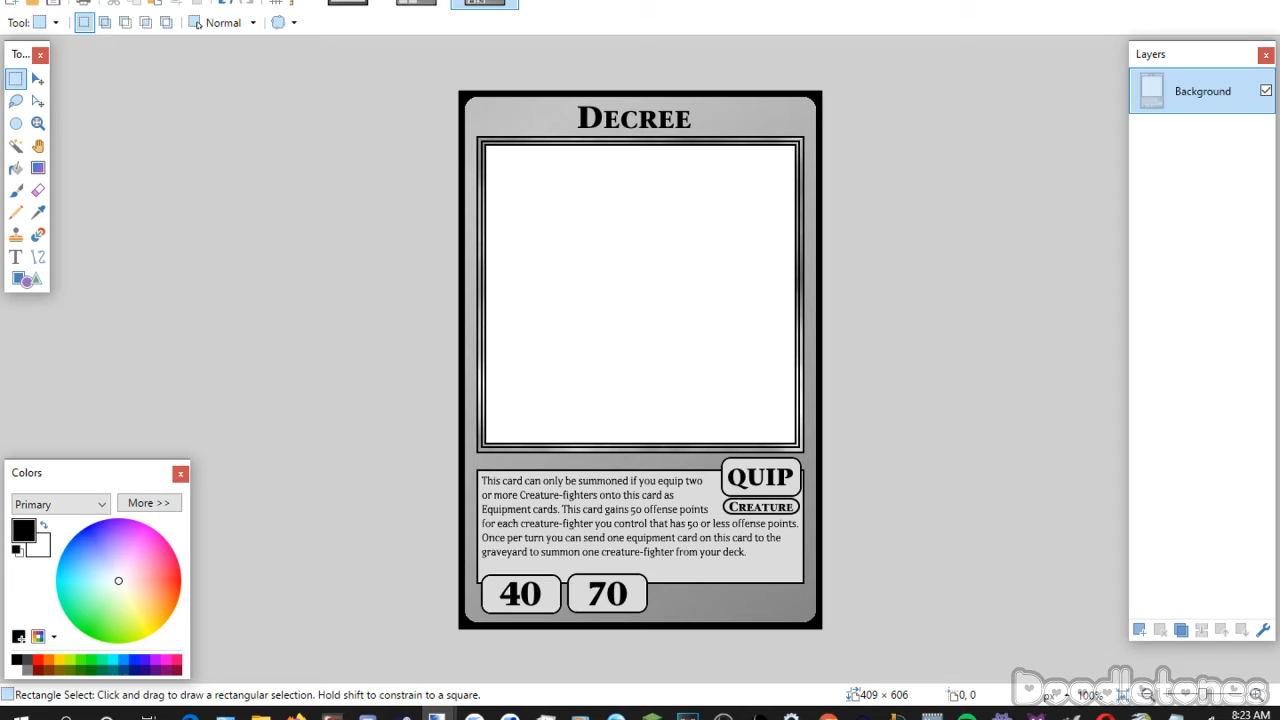 Tool:
Normal
To...
Layers
Background
DECREE
This card can only be summoned if you equip two
or more Creature-fighters onto this card as
Equipment cards. This card gains 50 offense points
for each creature-fighter you control that has 50 or less offense points.
Once per turn you can send one equipment card on this card to the
graveyard to summon one creature-fighter from your deck.
QUIP
CREATURE
40
70
Colors
Primary
More >>
Rectangle Select: Click and drag to draw a rectangular selection. Hold shift to constrain to a square.
409 × 606
0, 0
px
100%
Doodletones
8:23 AM